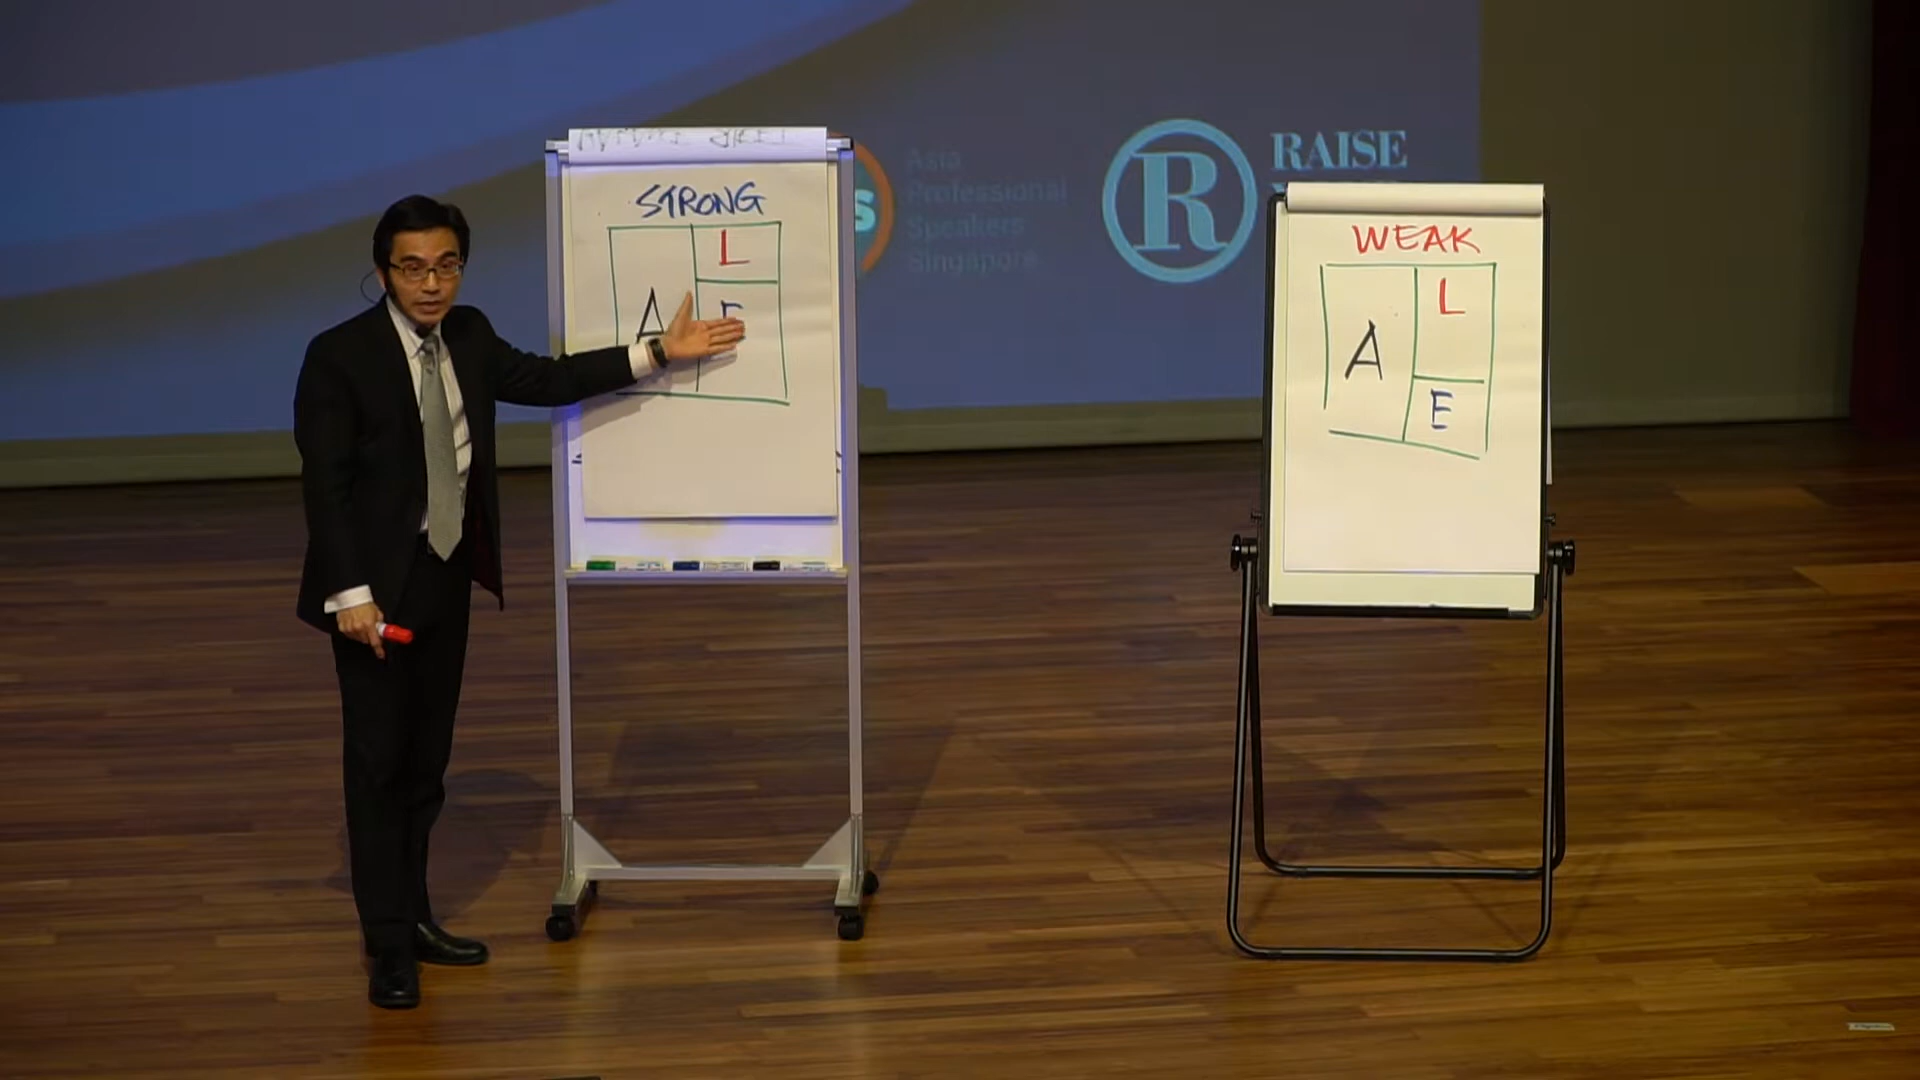 STRONG
L
A
E
Asia
Professional
Speakers
Singapore
R
RAISE
WEAK
L
A
E